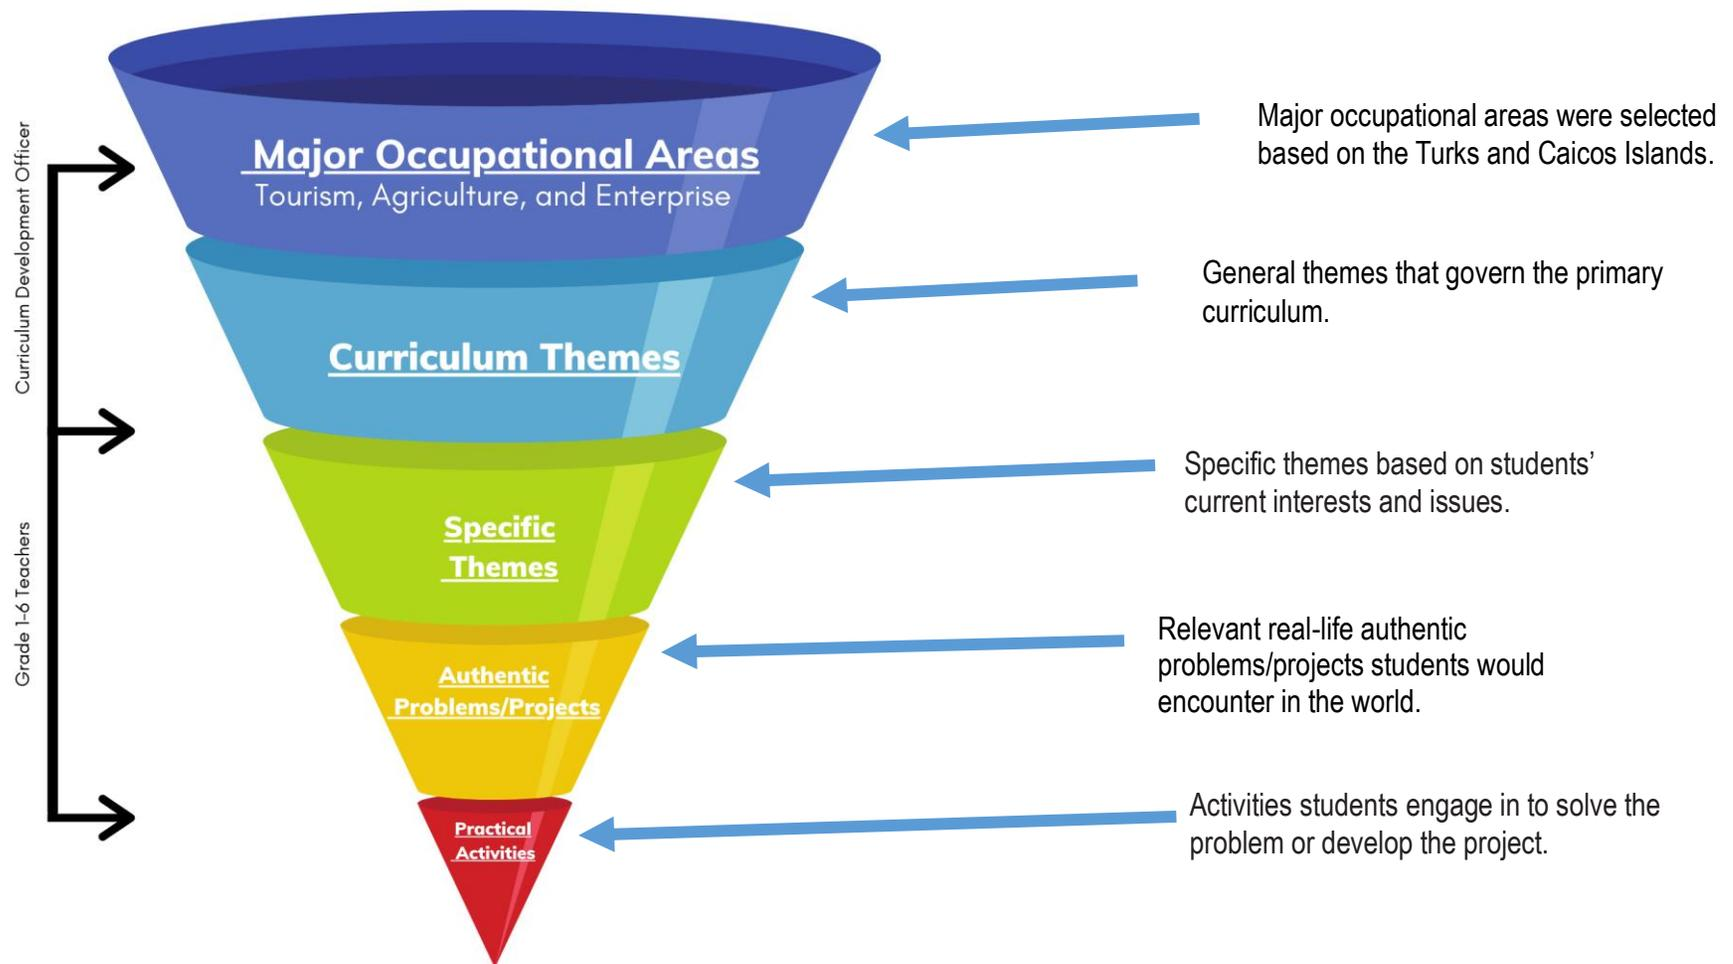 Curriculum Development Officer
Grade 1-6 Teachers
Major Occupational Areas
Tourism, Agriculture, and Enterprise
Major occupational areas were selected
based on the Turks and Caicos Islands.
Curriculum Themes
General themes that govern the primary
curriculum.
Specific
Themes
Specific themes based on students’
current interests and issues.
Authentic
Problems/Projects
Relevant real-life authentic
problems/projects students would
encounter in the world.
Practical
Activities
Activities students engage in to solve the
problem or develop the project.